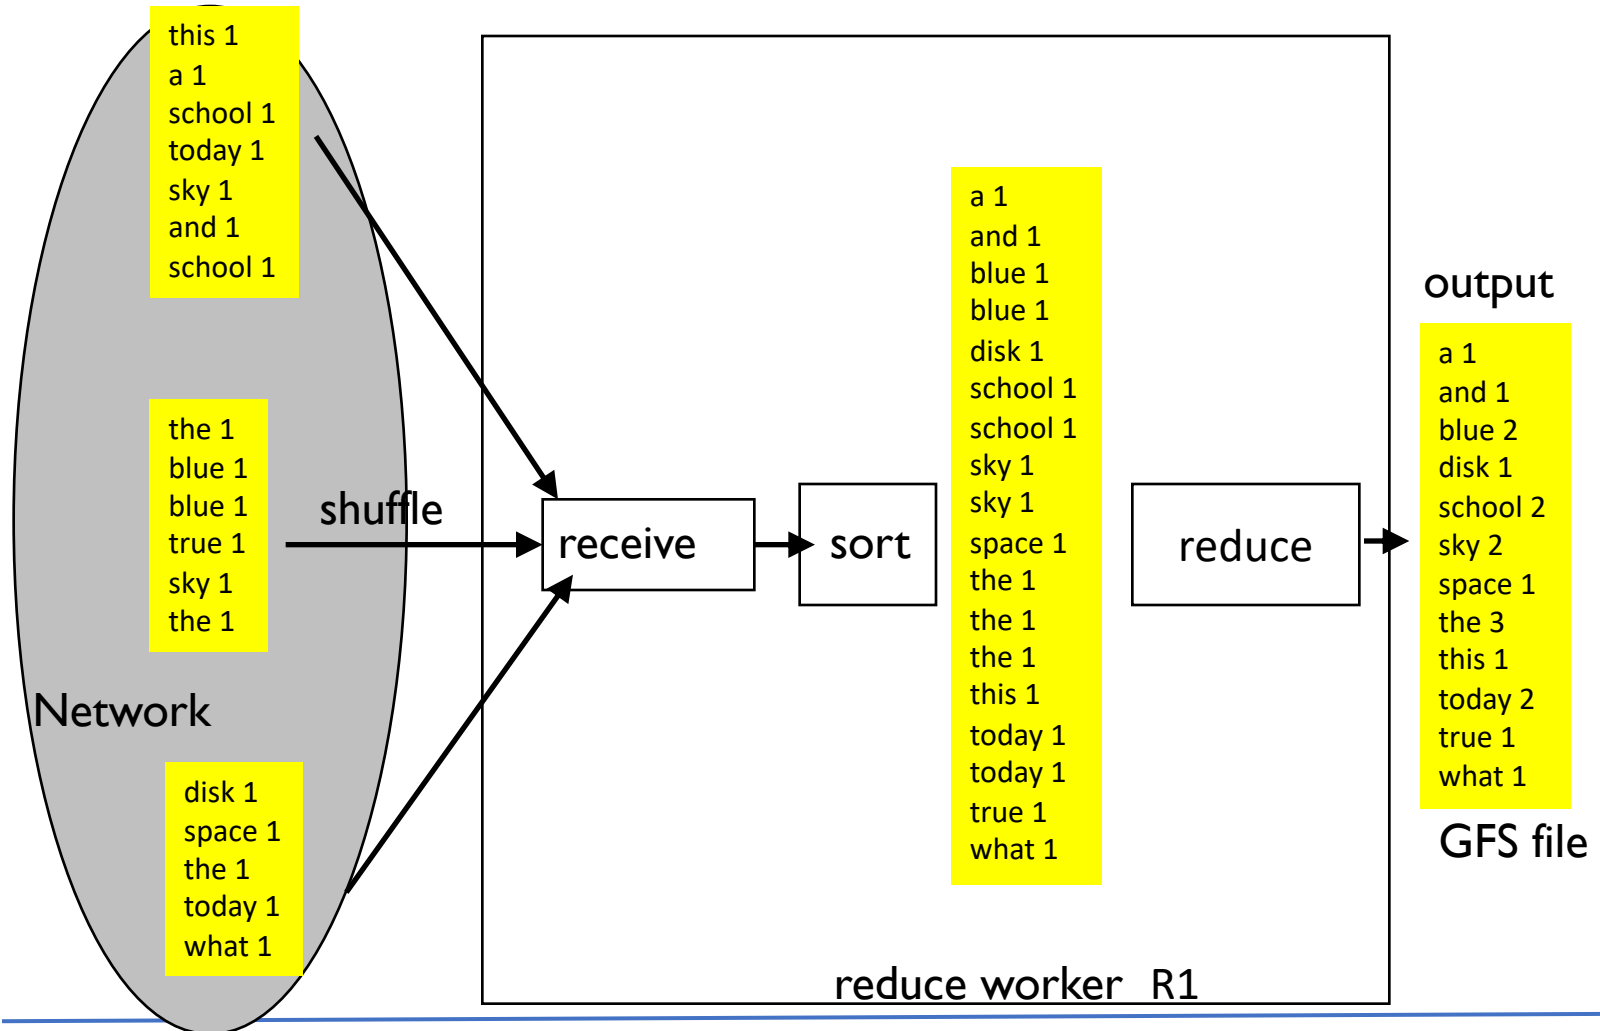 this 1
a 1
school 1
today 1
sky 1
and 1
school 1
the 1
blue 1
blue 1
true 1
sky 1
the 1
Network
disk 1
space 1
the 1
today 1
what 1
shuffle
receive
sort
a 1
and 1
blue 1
blue 1
disk 1
school 1
school 1
sky 1
sky 1
space 1
the 1
the 1
the 1
this 1
today 1
today 1
true 1
what 1
reduce
reduce worker R1
output
a 1
and 1
blue 2
disk 1
school 2
sky 2
space 1
the 3
this 1
today 2
true 1
what 1
GFS file